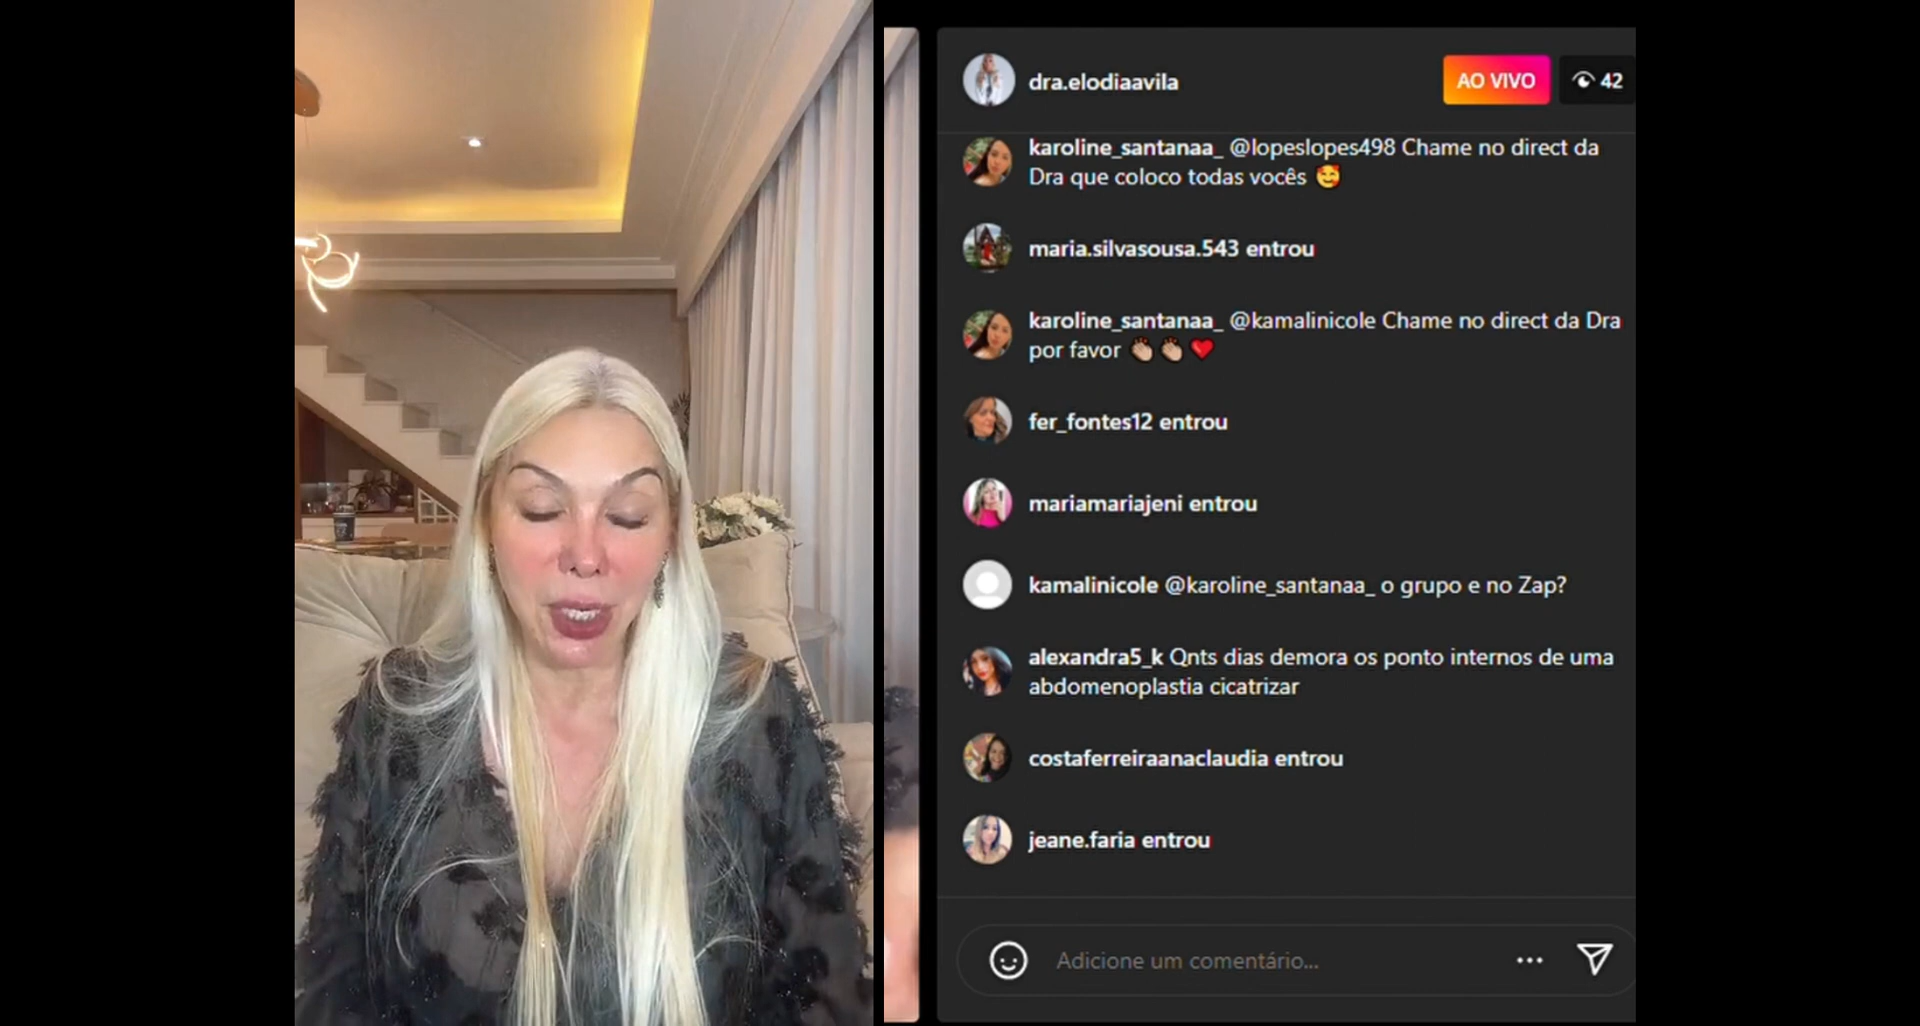 dra.elodiaavila
AO VIVO
42
karoline_santanaa_ @lopeslopes498 Chame no direct da
Dra que coloco todas vocês 🥰
maria.silvasousa.543 entrou
karoline_santanaa_ @kamalinicole Chame no direct da Dra
por favor 👏🏻👏🏻❤️
fer_fontes12 entrou
mariamariajeni entrou
kamalinicole @karoline_santanaa_ o grupo e no Zap?
alexandra5_k Qnts dias demora os ponto internos de uma
abdomenoplastia cicatrizar
costaferreiraanaclaudia entrou
jeane.faria entrou
Adicione um comentário...